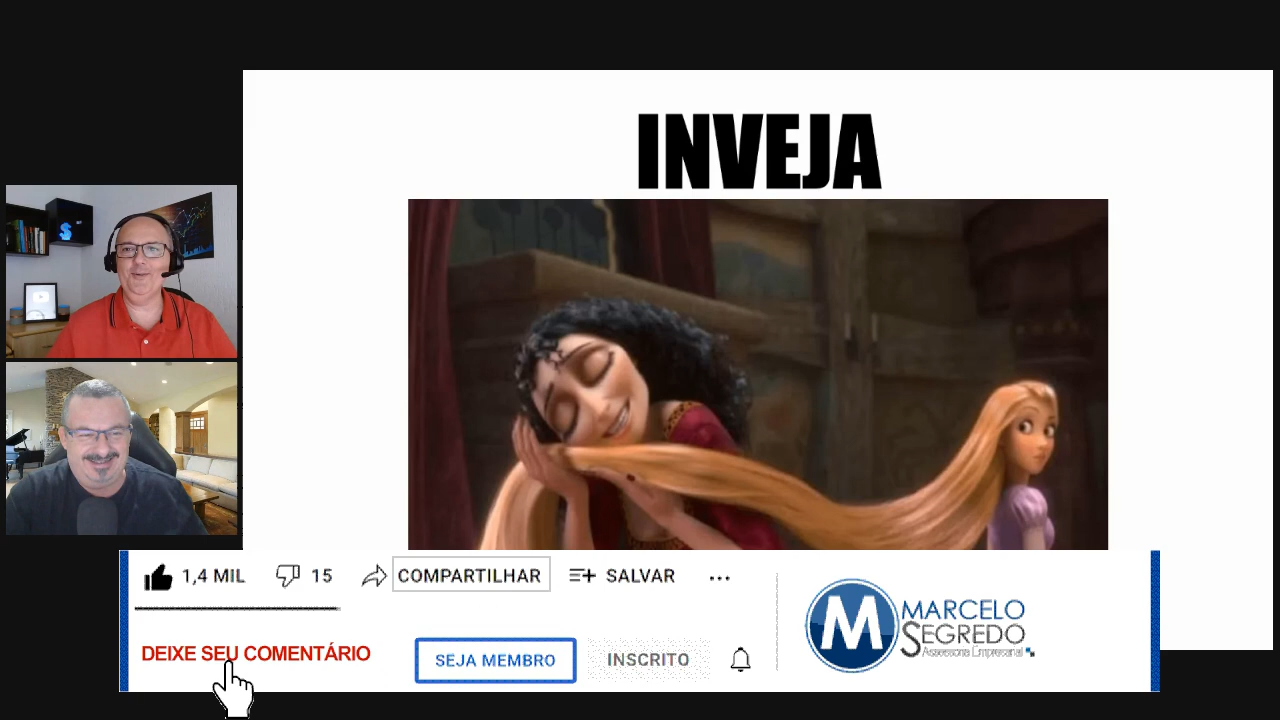 INVEJA
1,4 MIL 15 COMPARTILHAR SALVAR ...
DEIXE SEU COMENTÁRIO
SEJA MEMBRO
INSCRITO
M MARCELO
SEGREDO
Assessoria Empresarial